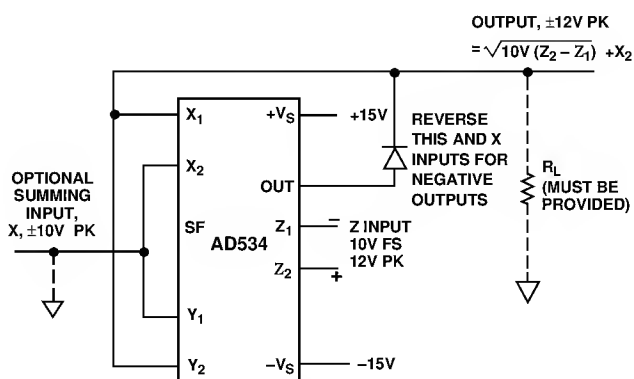 OUTPUT, ±12V PK
= √10V (Z2 – Z1) +X2
X1
+VS
+15V
REVERSE
THIS AND X
INPUTS FOR
NEGATIVE
OUTPUTS
X2
OPTIONAL
SUMMING
INPUT,
X, ±10V PK
OUT
RL
(MUST BE
PROVIDED)
SF
AD534
Z1
–
Z INPUT
10V FS
12V PK
Z2
+
Y1
Y2
–VS
–15V